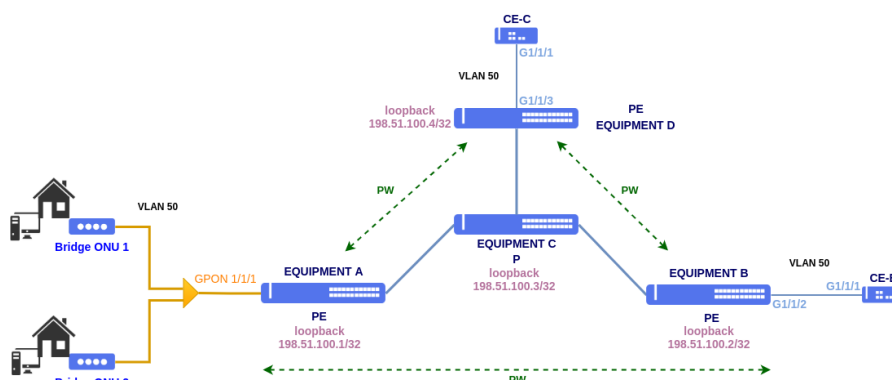 CE-C
G1/1/1
VLAN 50
G1/1/3
loopback
198.51.100.4/32
PE
EQUIPMENT D
PW
PW
VLAN 50
Bridge ONU 1
GPON 1/1/1
EQUIPMENT A
PE
loopback
198.51.100.1/32
EQUIPMENT C
P
loopback
198.51.100.3/32
EQUIPMENT B
PE
loopback
198.51.100.2/32
VLAN 50
G1/1/2
G1/1/1
PW